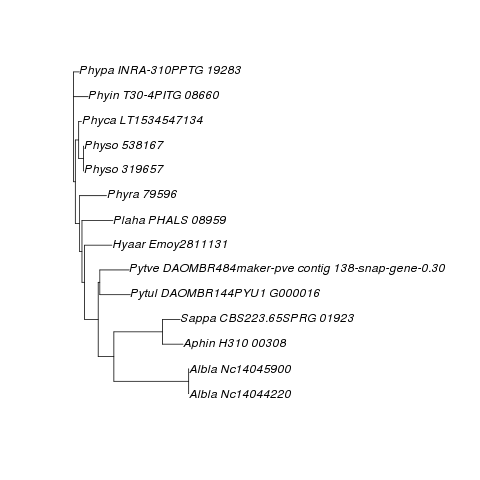 Phypa INRA-310PPTG 19283
Phyin T30-4PITG 08660
Phyca LT1534547134
Physo 538167
Physo 319657
Phyra 79596
Plaha PHALS 08959
Hyaar Emoy2811131
Pytve DAOMBR484maker-pve contig 138-snap-gene-0.30
Pytul DAOMBR144PYU1 G000016
Sappa CBS223.65SPRG 01923
Aphin H310 00308
Albla Nc14045900
Albla Nc14044220